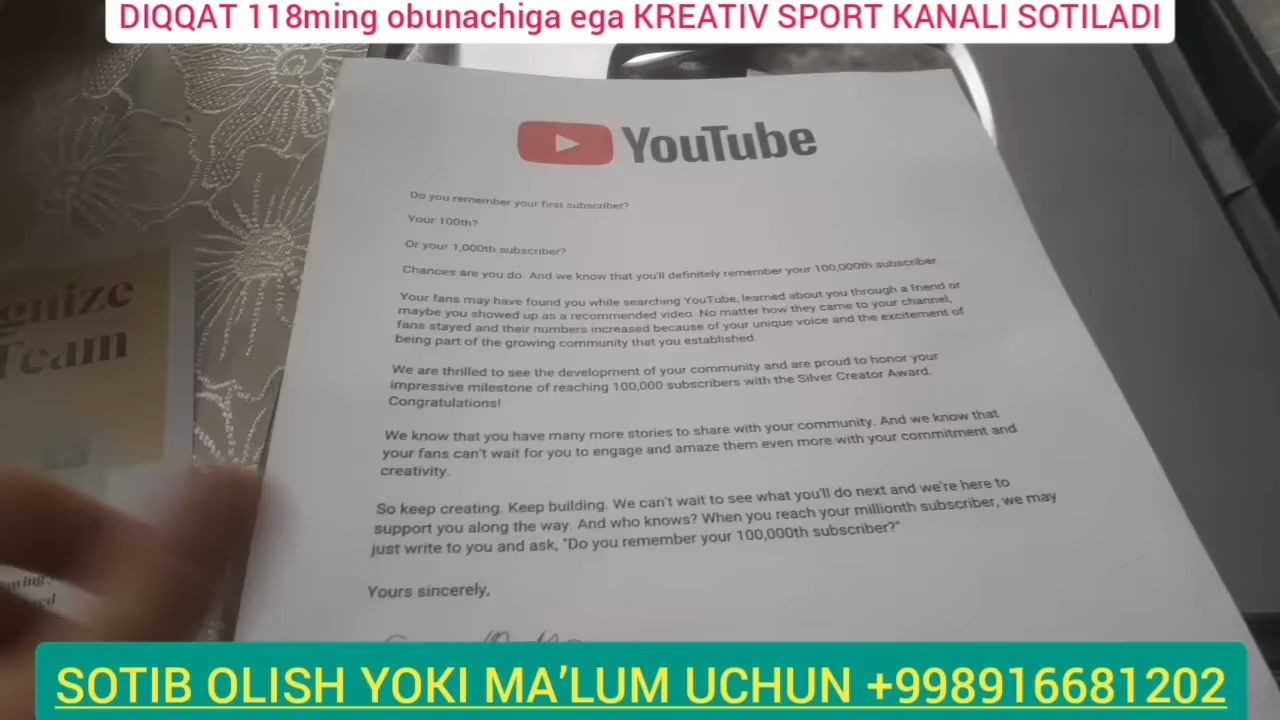 DIQQAT 118ming obunachiga ega KREATIV SPORT KANALI SOTILADI
YouTube
Do you remember your first subscriber?
Your 100th?
Or your 1,000th subscriber?
Chances are you do. And we know that you'll definitely remember your 100,000th subscriber
Your fans may have found you while searching YouTube, learned about you through a friend or
maybe you showed up as a recommended video. No matter how they came to your channel,
fans stayed and their numbers increased because of your unique voice and the excitement of
being part of the growing community that you established.
We are thrilled to see the development of your community and are proud to honor your
impressive milestone of reaching 100,000 subscribers with the Silver Creator Award.
Congratulations!
We know that you have many more stories to share with your community. And we know that
your fans can't wait for you to engage and amaze them even more with your commitment and
creativity.
So keep creating. Keep building. We can't wait to see what you'll do next and we're here to
support you along the way. And who knows? When you reach your millionth subscriber, we may
just write to you and ask, "Do you remember your 100,000th subscriber?"
Yours sincerely,
Team
SOTIB OLISH YOKI MA’LUM UCHUN +998916681202